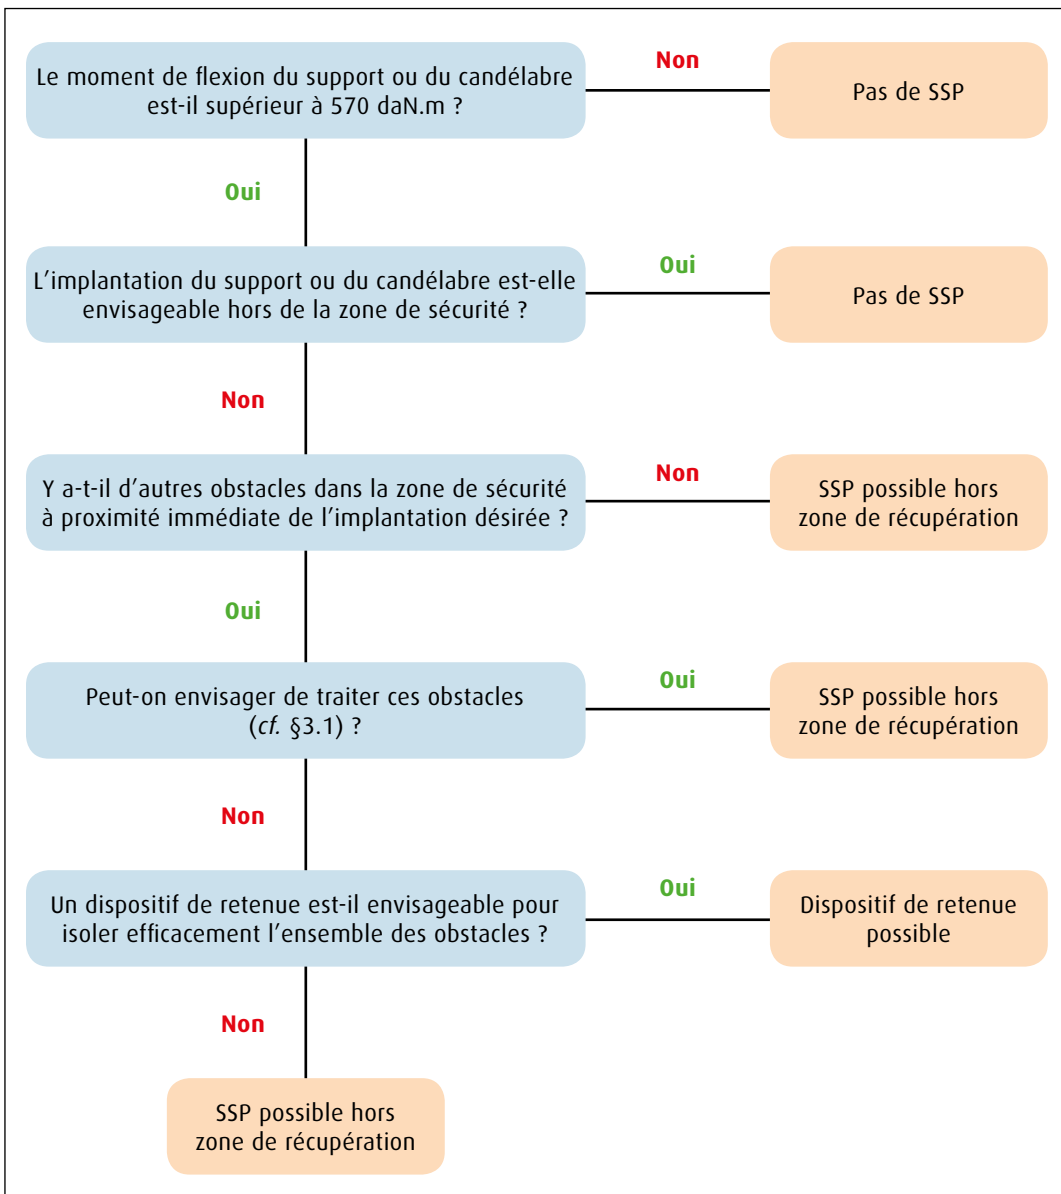 Le moment de flexion du support ou du candélabre
est-il supérieur à 570 daN.m ?
Non
Pas de SSP
Oui
L'implantation du support ou du candélabre est-elle
envisageable hors de la zone de sécurité ?
Oui
Pas de SSP
Non
Y a-t-il d'autres obstacles dans la zone de sécurité
à proximité immédiate de l'implantation désirée ?
Non
SSP possible hors
zone de récupération
Oui
Peut-on envisager de traiter ces obstacles
(cf. §3.1) ?
Oui
SSP possible hors
zone de récupération
Non
Un dispositif de retenue est-il envisageable pour
isoler efficacement l'ensemble des obstacles ?
Oui
Dispositif de retenue
possible
Non
SSP possible hors
zone de récupération